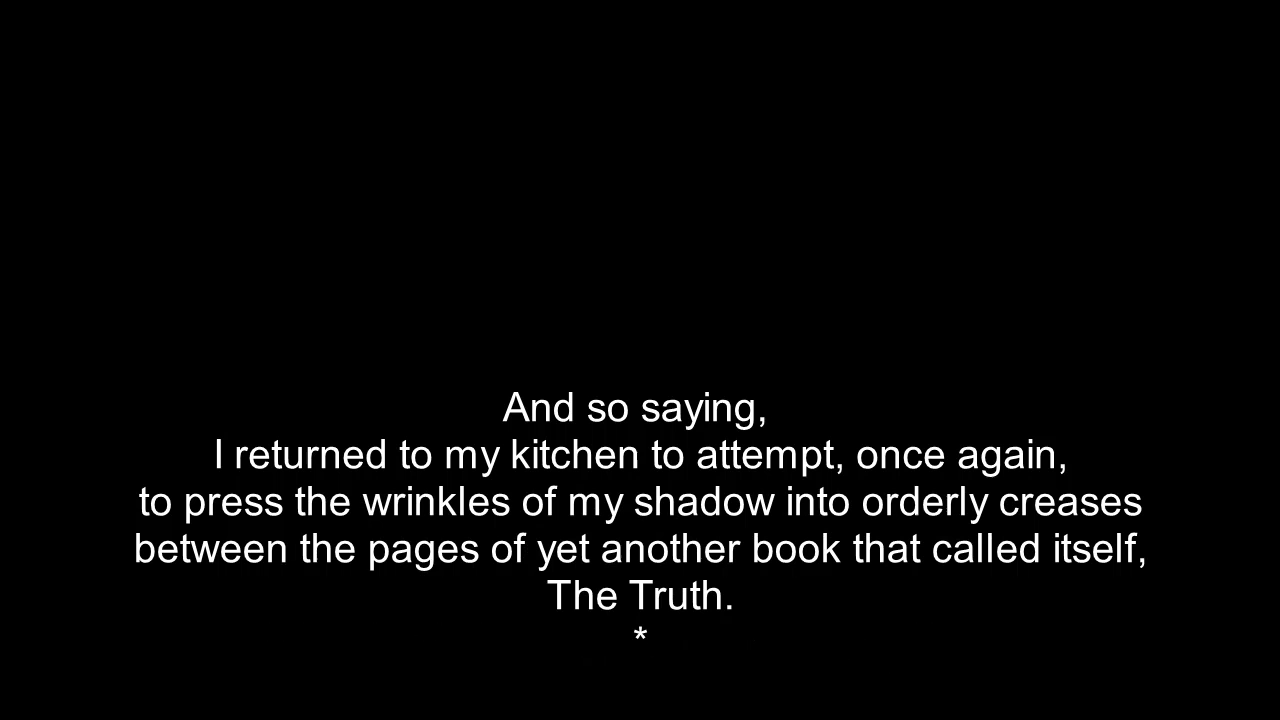 And so saying,
I returned to my kitchen to attempt, once again,
to press the wrinkles of my shadow into orderly creases
between the pages of yet another book that called itself,
The Truth.
*